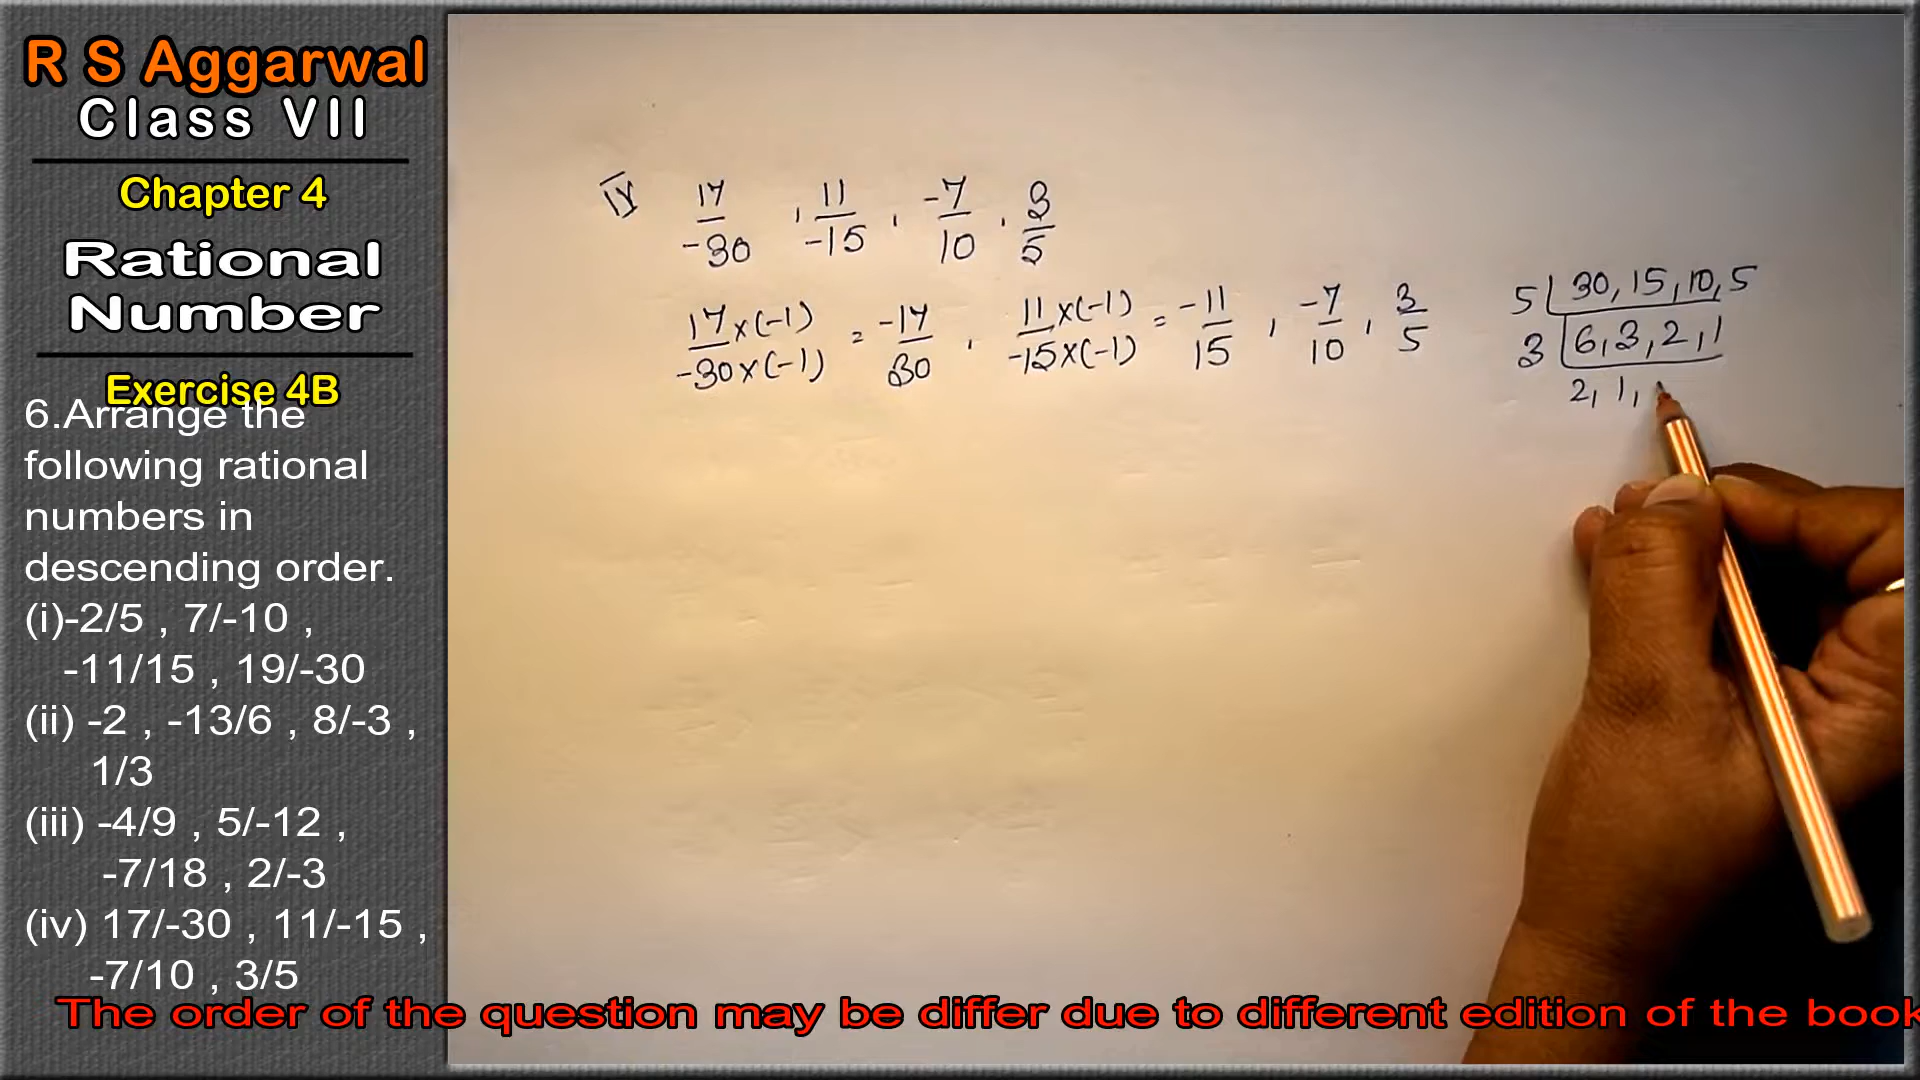 R S Aggarwal
Class VII
Chapter 4
Rational
Number
Exercise 4B
6.Arrange the
following rational
numbers in
descending order.
(i)-2/5 , 7/-10 ,
-11/15 , 19/-30
(ii) -2 , -13/6 , 8/-3 ,
1/3
(iii) -4/9 , 5/-12 ,
-7/18 , 2/-3
(iv) 17/-30 , 11/-15 ,
-7/10 , 3/5
iv 17/-30 , 11/-15 , -7/10 , 3/5
17×(-1)/-30×(-1) = -17/30 , 11×(-1)/-15×(-1) = -11/15 , -7/10 , 3/5
5 | 30, 15, 10, 5
3 | 6, 3, 2, 1
2, 1,
The order of the question may be differ due to different edition of the book